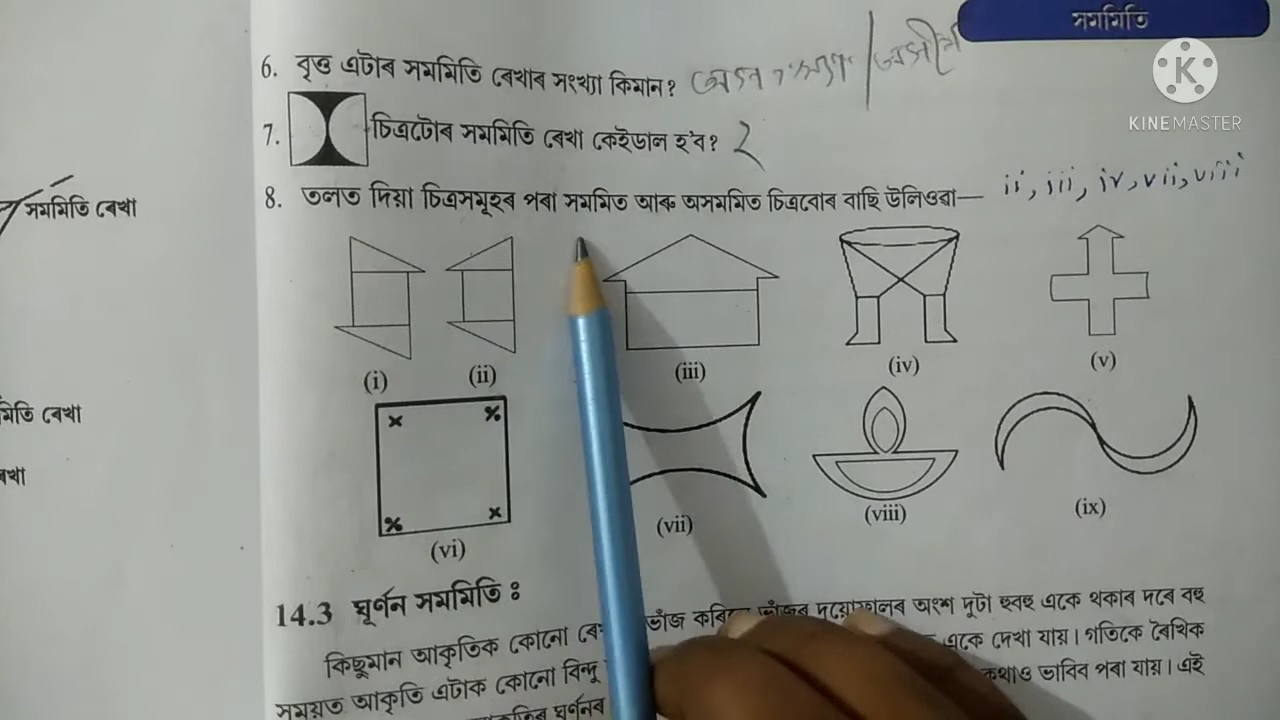 সমমিতি
K
KINEMASTER
6. বৃত্ত এটাৰ সমমিতি ৰেখাৰ সংখ্যা কিমান?
7. চিত্ৰটোৰ সমমিতি ৰেখা কেইডাল হ'ব? 2
সমমিতি ৰেখা
8. তলত দিয়া চিত্ৰসমূহৰ পৰা সমমিত আৰু অসমমিত চিত্ৰবোৰ বাছি উলিওৱা— ii, iii, iv, vii, viii
(i) (ii) (iii) (iv) (v)
মিতি ৰেখা
ৰখা
x % % x
(vi) (vii) (viii) (ix)
14.3 ঘূৰ্ণন সমমিতি ঃ
কিছুমান আকৃতিক কোনো ভাঁজ কৰিলে ভাঁজৰ দুয়োফালৰ অংশ দুটা হুবহু একে থকাৰ দৰে বহু
সময়ত আকৃতি এটাক কোনো বিন্দু একে দেখা যায়। গতিকে ৰৈখিক
ঘূৰ্ণনৰ কথাও ভাবিব পৰা যায়। এই